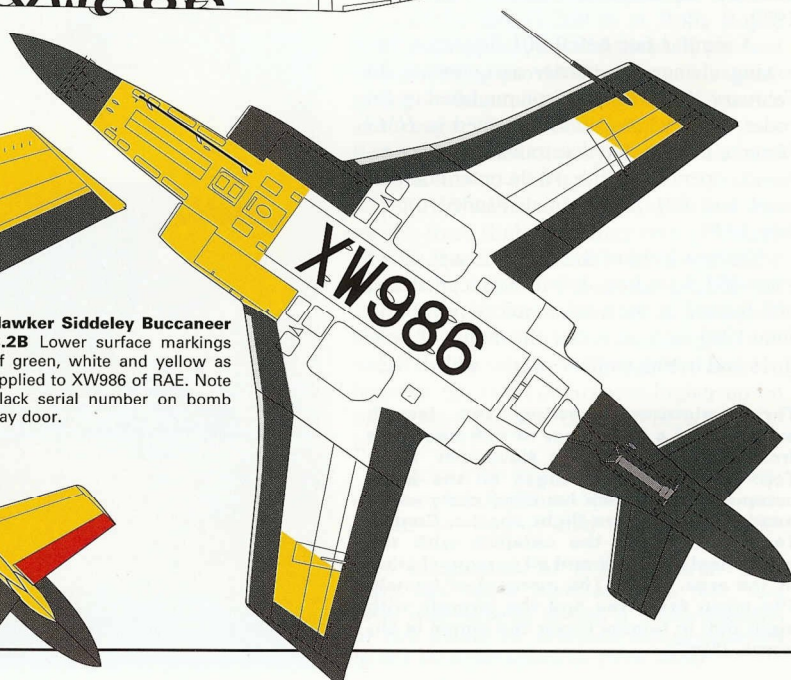 Hawker Siddeley Buccaneer
.2B Lower surface markings
f green, white and yellow as
pplied to XW986 of RAE. Note
lack serial number on bomb
ay door.
XW986